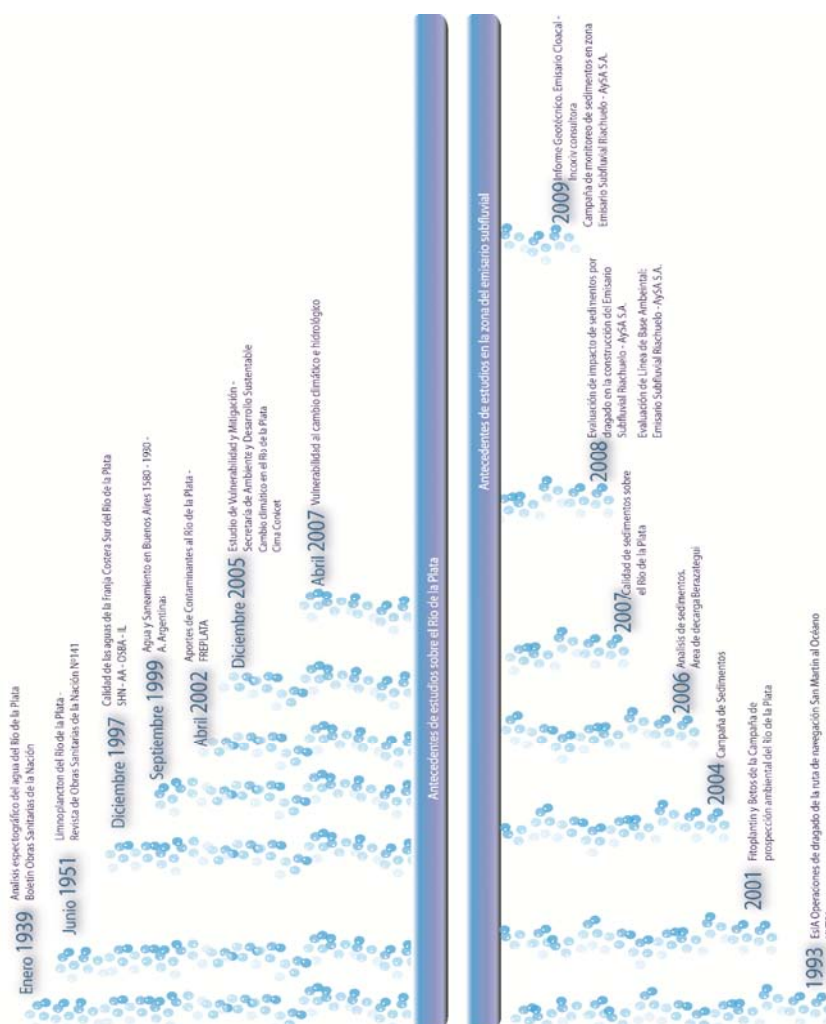 Enero 1939 Analisis espectográfico del agua del Río de la Plata
Boletín Obras Sanitarias de la Nación
Junio 1951 Limnoplancton del Río de la Plata -
Revista de Obras Sanitarias de la Nación Nº141
Diciembre 1997 Calidad de las aguas de la Franja Costera Sur del Río de la Plata
SHN - AA - OSBA - IL
Septiembre 1999 Agua y Saneamiento en Buenos Aires 1580 - 1930 -
A. Argentinas
Abril 2002 Aportes de Contaminantes al Río de la Plata -
FREPLATA
Diciembre 2005 Estudio de Vulnerabilidad y Mitigación -
Secretaría de Ambiente y Desarrollo Sustentable
Cambio climático en el Río de la Plata
Cima Conicet
Abril 2007 Vulnerabilidad al cambio climático e hidrológico
Antecedentes de estudios sobre el Río de la Plata
Antecedentes de estudios en la zona del emisario subfluvial
1993 EsIA Operaciones de dragado de la ruta de navegación San Martín al Océano
2001 Fitoplantin y Betos de la Campaña de
prospección ambiental del Río de la Plata
2004 Campaña de Sedimentos
2006 Analisis de sedimentos.
Área de decarga Berazategui
2007 Calidad de sedimentos sobre
el Río de la Plata
2008 Evaluación de impacto de sedimentos por
dragado en la construcción del Emisario
Subfluvial Riachuelo - AySA S.A.
Evaluación de Línea de Base Ambeintal:
Emisario Subfluvial Riachuelo - AySA S.A.
2009 Informe Geotécnico. Emisario Cloacal -
Incociv consultora
Campaña de monitoreo de sedimentos en zona
Emisario Subfluvial Riachuelo - AySA S.A.